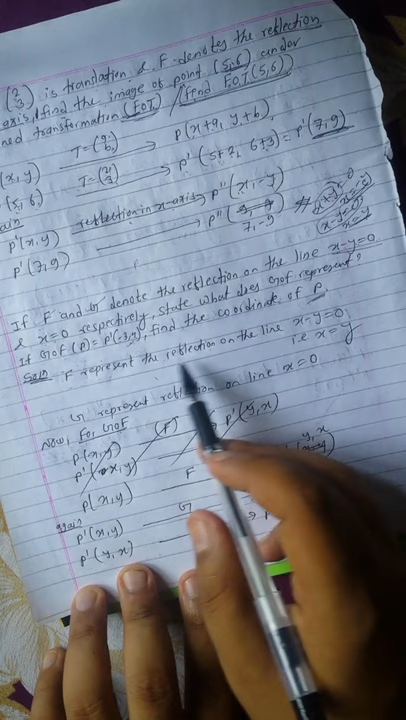 (2 3) is translation & F denotes the reflection
axis, find the image of point (5,6) under
ned transformation (FOT) / find FOT(5,6)
(x,y) T=(a b) P(x+a, y+b)
(5,6) T=(2 3) P'(5+2, 6+3) = P'(7,9)
ain
P'(x,y) reflection in x-axis P''(x,-y)
P'(7,9) P'' 7,-9
If F and G denote the reflection on the line x-y=0
& x=0 respectively, state what does GOF represent?
If GOF(P) = P'(-3,4), find the coordinate of P.
Soln F represent the reflection on the line x-y=0
i.e x=y
G represent reflection on line x=0
Now, For GOF
P(x,y) (F) P'(y,x)
P'(x,y)
P(x,y) F y,x
again
P'(x,y) G
P'(y,x)